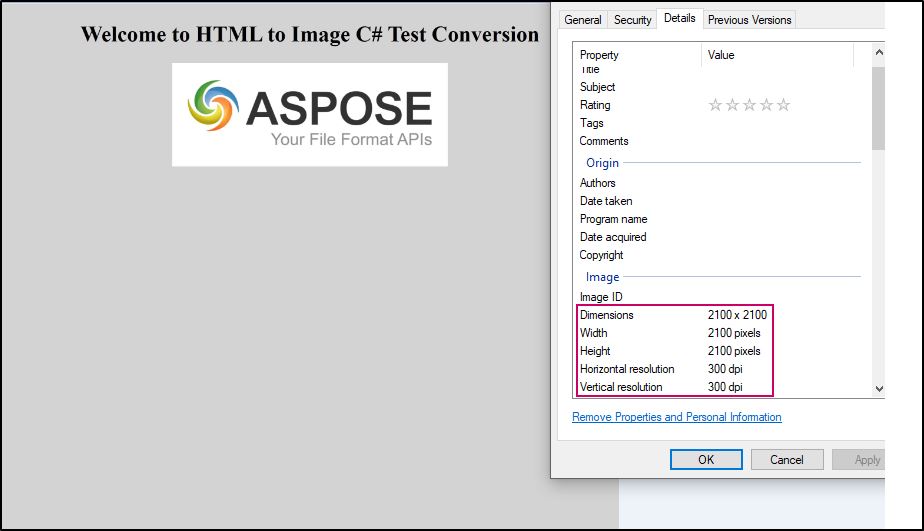 Welcome to HTML to Image C# Test Conversion
ASPOSE
Your File Format APIs
General Security Details Previous Versions
Property Value
Title
Subject
Rating
Tags
Comments
Origin
Authors
Date taken
Program name
Date acquired
Copyright
Image
Image ID
Dimensions 2100 x 2100
Width 2100 pixels
Height 2100 pixels
Horizontal resolution 300 dpi
Vertical resolution 300 dpi
Remove Properties and Personal Information
OK Cancel Apply